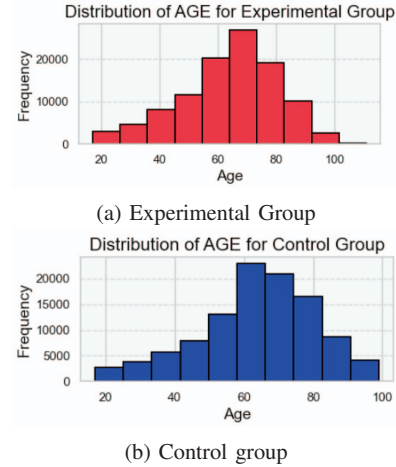 Distribution of AGE for Experimental Group
Frequency
20000
10000
0
40
60
80
100
20
Age
(a) Experimental Group
Distribution of AGE for Control Group
Frequency
20000
15000
10000
5000
0
20
40
60
80
100
Age
(b) Control group